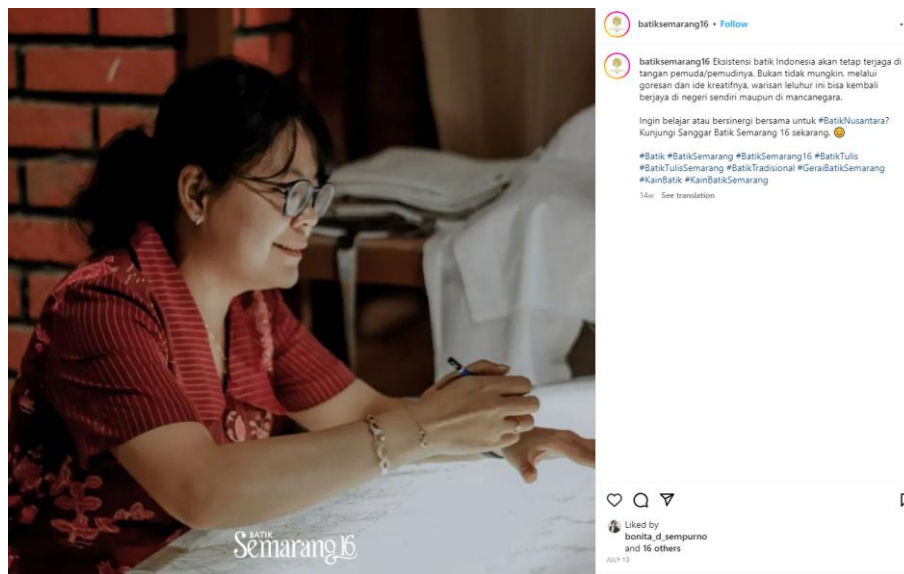 batiksemarang16 • Follow
batiksemarang16 Eksistensi batik Indonesia akan tetap terjaga di
tangan pemuda/pemudinya. Bukan tidak mungkin, melalui
goresan dan ide kreatifnya, warisan leluhur ini bisa kembali
berjaya di negeri sendiri maupun di mancanegara.
Ingin belajar atau bersinergi bersama untuk #BatikNusantara?
Kunjungi Sanggar Batik Semarang 16 sekarang. 😊
#Batik #BatikSemarang #BatikSemarang16 #BatikTulis
#BatikTulisSemarang #BatikTradisional #GeraiBatikSemarang
#KainBatik #KainBatikSemarang
14w See translation
BATIK
Semarang 16
Liked by
bonita_d_sempurno
and 16 others
JULY 13